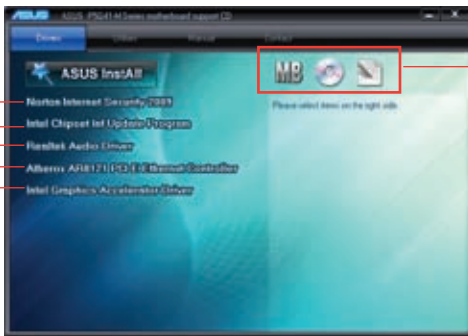 ASUS P5G41-M Series motherboard support CD
Drivers Utilities Manual Contact
ASUS InstAll
MB
Norton Internet Security 2009
Please select items on the right side.
Intel Chipset Inf Update Program
Realtek Audio Driver
Atheros AR8121 PCI-E Ethernet Controller
Intel Graphics Accelerator Driver